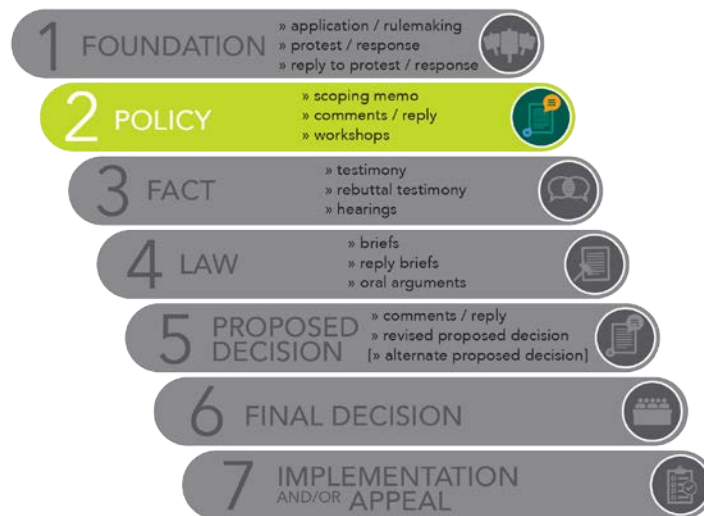 1 FOUNDATION
» application / rulemaking
» protest / response
» reply to protest / response
2 POLICY
» scoping memo
» comments / reply
» workshops
3 FACT
» testimony
» rebuttal testimony
» hearings
4 LAW
» briefs
» reply briefs
» oral arguments
5 PROPOSED
DECISION
» comments / reply
» revised proposed decision
[» alternate proposed decision]
6 FINAL DECISION
7 IMPLEMENTATION
AND/OR APPEAL